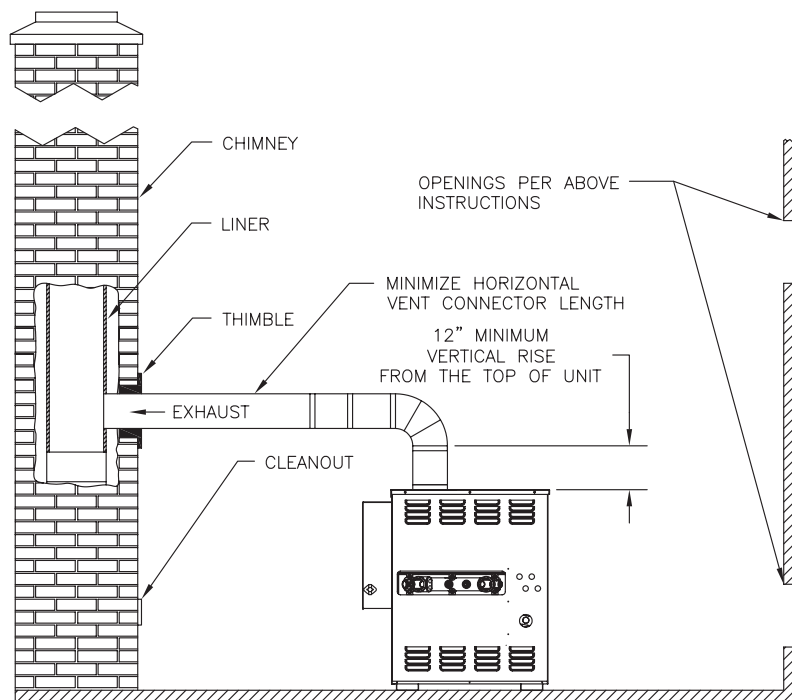 CHIMNEY
OPENINGS PER ABOVE
INSTRUCTIONS
LINER
MINIMIZE HORIZONTAL
VENT CONNECTOR LENGTH
THIMBLE
12” MINIMUM
VERTICAL RISE
FROM THE TOP OF UNIT
EXHAUST
CLEANOUT